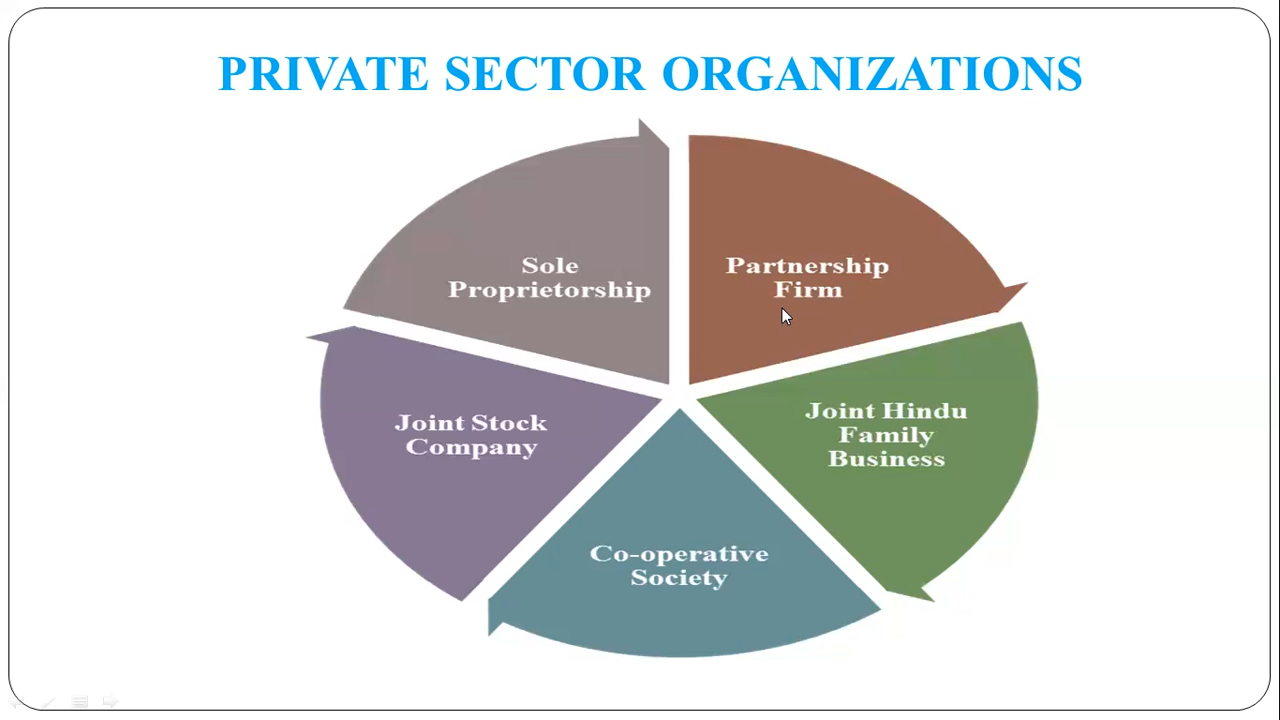 PRIVATE SECTOR ORGANIZATIONS
Sole
Proprietorship
Partnership
Firm
Joint Hindu
Family
Business
Co-operative
Society
Joint Stock
Company